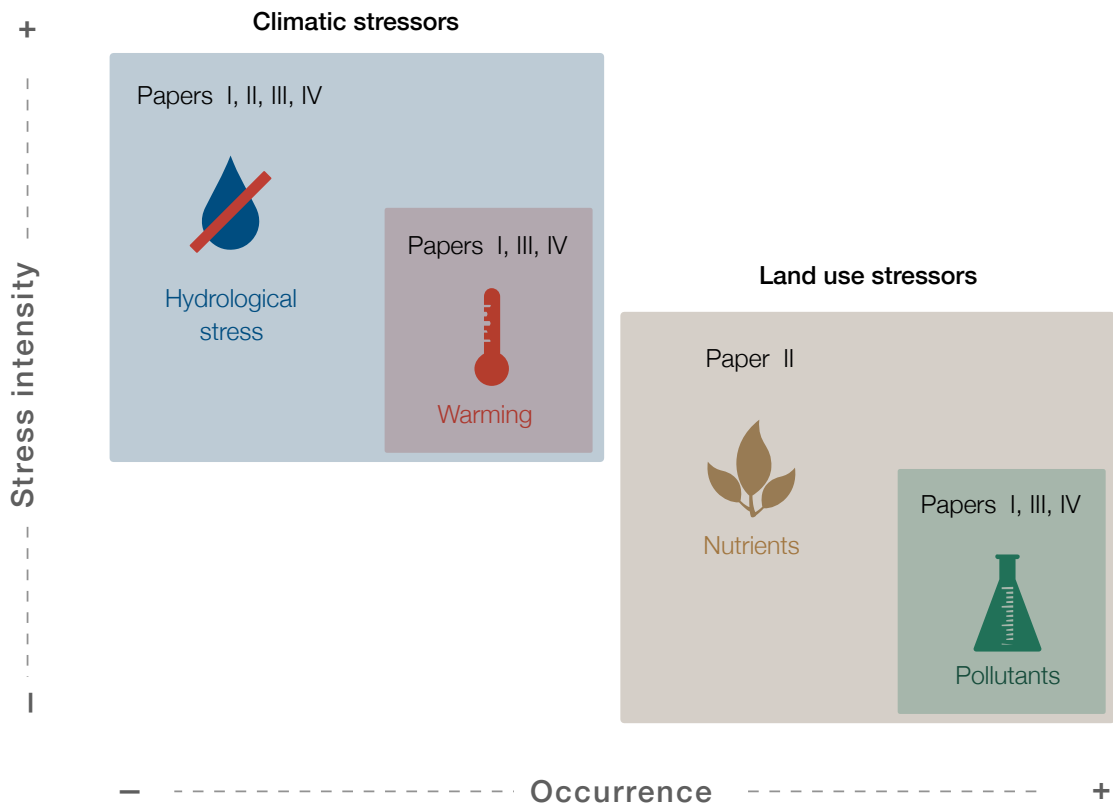 +
Climatic stressors
Papers I, II, III, IV
Hydrological
stress
Papers I, III, IV
Warming
Stress intensity
Land use stressors
Paper II
Nutrients
Papers I, III, IV
Pollutants
–
– Occurrence +